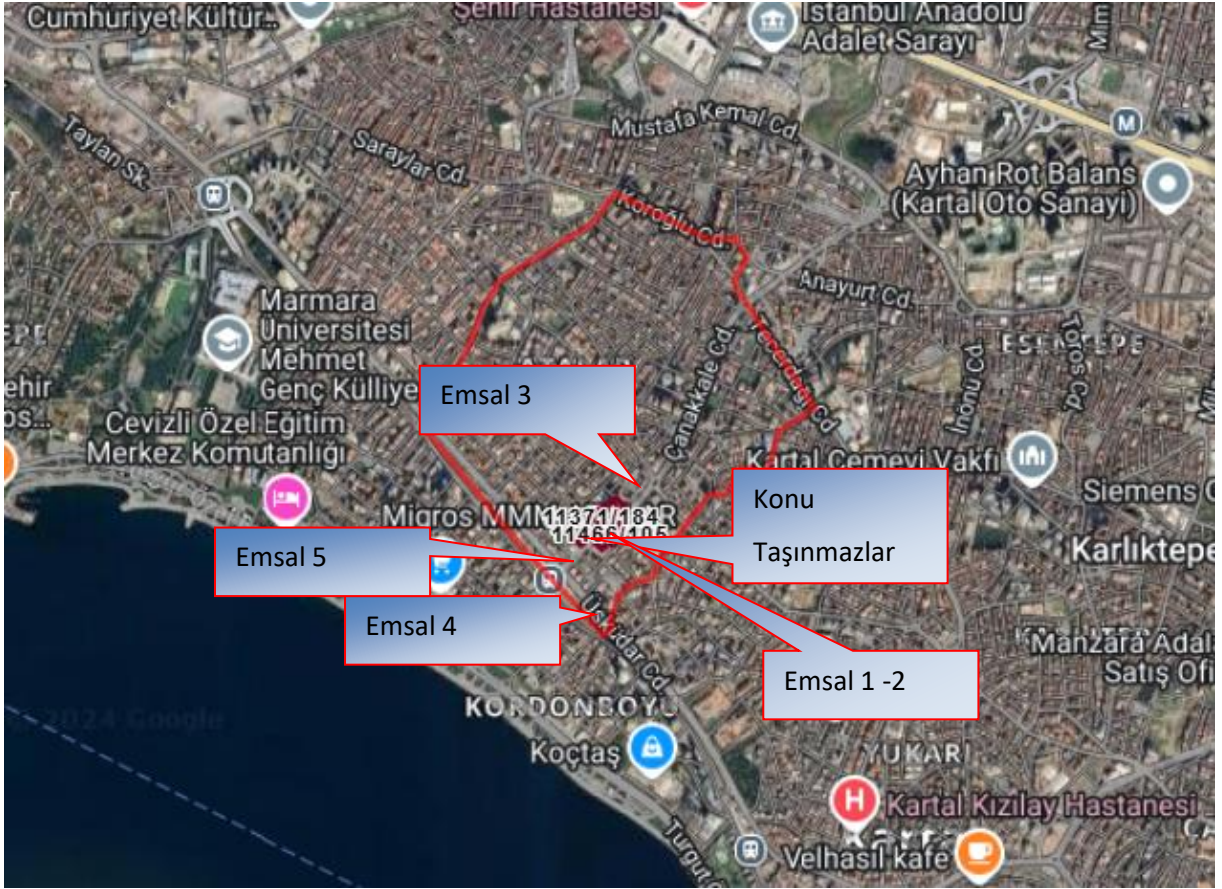 Cumhuriyet Kültür...
Şehir Hastanesi
İstanbul Anadolu
Adalet Sarayı
Mustafa Kemal Cd.
M
Taylan Sk.
Saraylar Cd.
Ayhan Rot Balans
(Kartal Oto Sanayi)
Köroğlu Cd.
Anayurt Cd.
Marmara
Üniversitesi
Mehmet
Genç Külliye
ESENTEPE
Toros Cd.
Çanakkale Cd.
İnönü Cd
Emsal 3
Cevizli Özel Eğitim
Merkez Komutanlığı
Kartal Cemevi Vakfı
Siemens
Konu
Taşınmazlar
Migros
11371/184
11466/105
Karlıktepe
Emsal 5
Emsal 4
Üsküdar Cd.
Emsal 1 -2
Manzara Adala
Satış Ofi
2024 Google
KORDONBOYU
Koçtaş
YUKARI
H
Kartal Kızılay Hastanesi
Velhasıl kafe